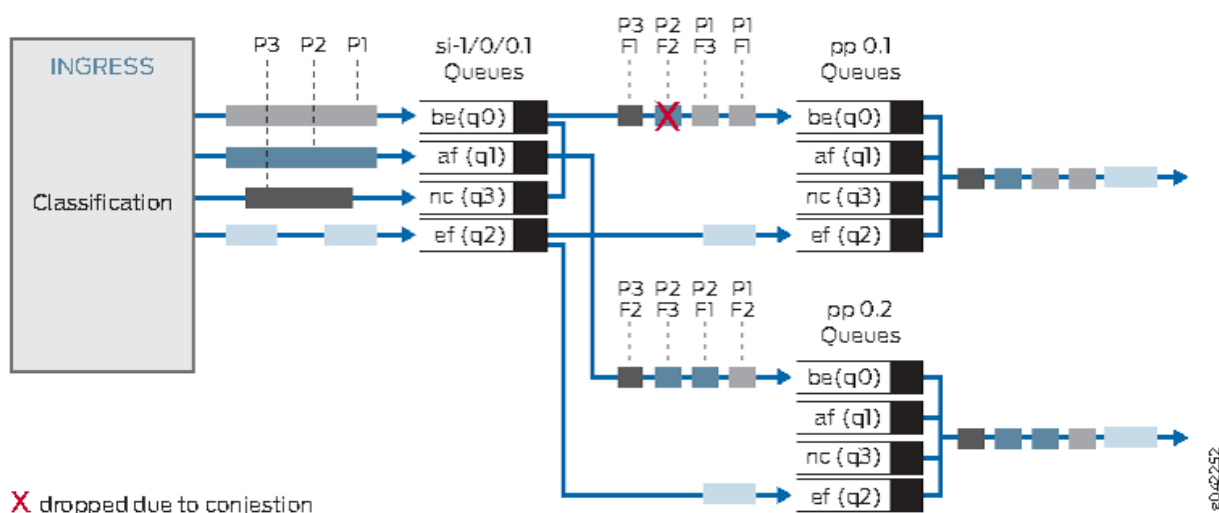 INGRESS
Classification
P3 P2 P1
si-1/0/0.1
Queues
be(q0)
af (q1)
nc (q3)
ef (q2)
P3 P2 P1 P1
F1 F2 F3 F1
pp 0.1
Queues
be(q0)
af (q1)
nc (q3)
ef (q2)
P3 P2 P2 P1
F2 F3 F1 F2
pp 0.2
Queues
be(q0)
af (q1)
nc (q3)
ef (q2)
X dropped due to conjestion
g042252